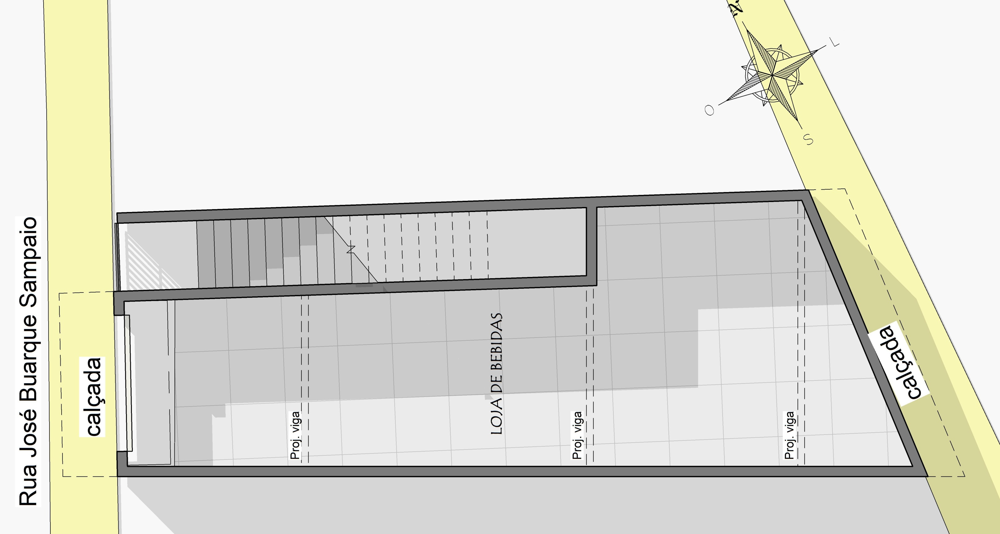 Rua José Buarque Sampaio
calçada
Proj. viga
LOJA DE BEBIDAS
Proj. viga
Proj. viga
calçada
O
L
S